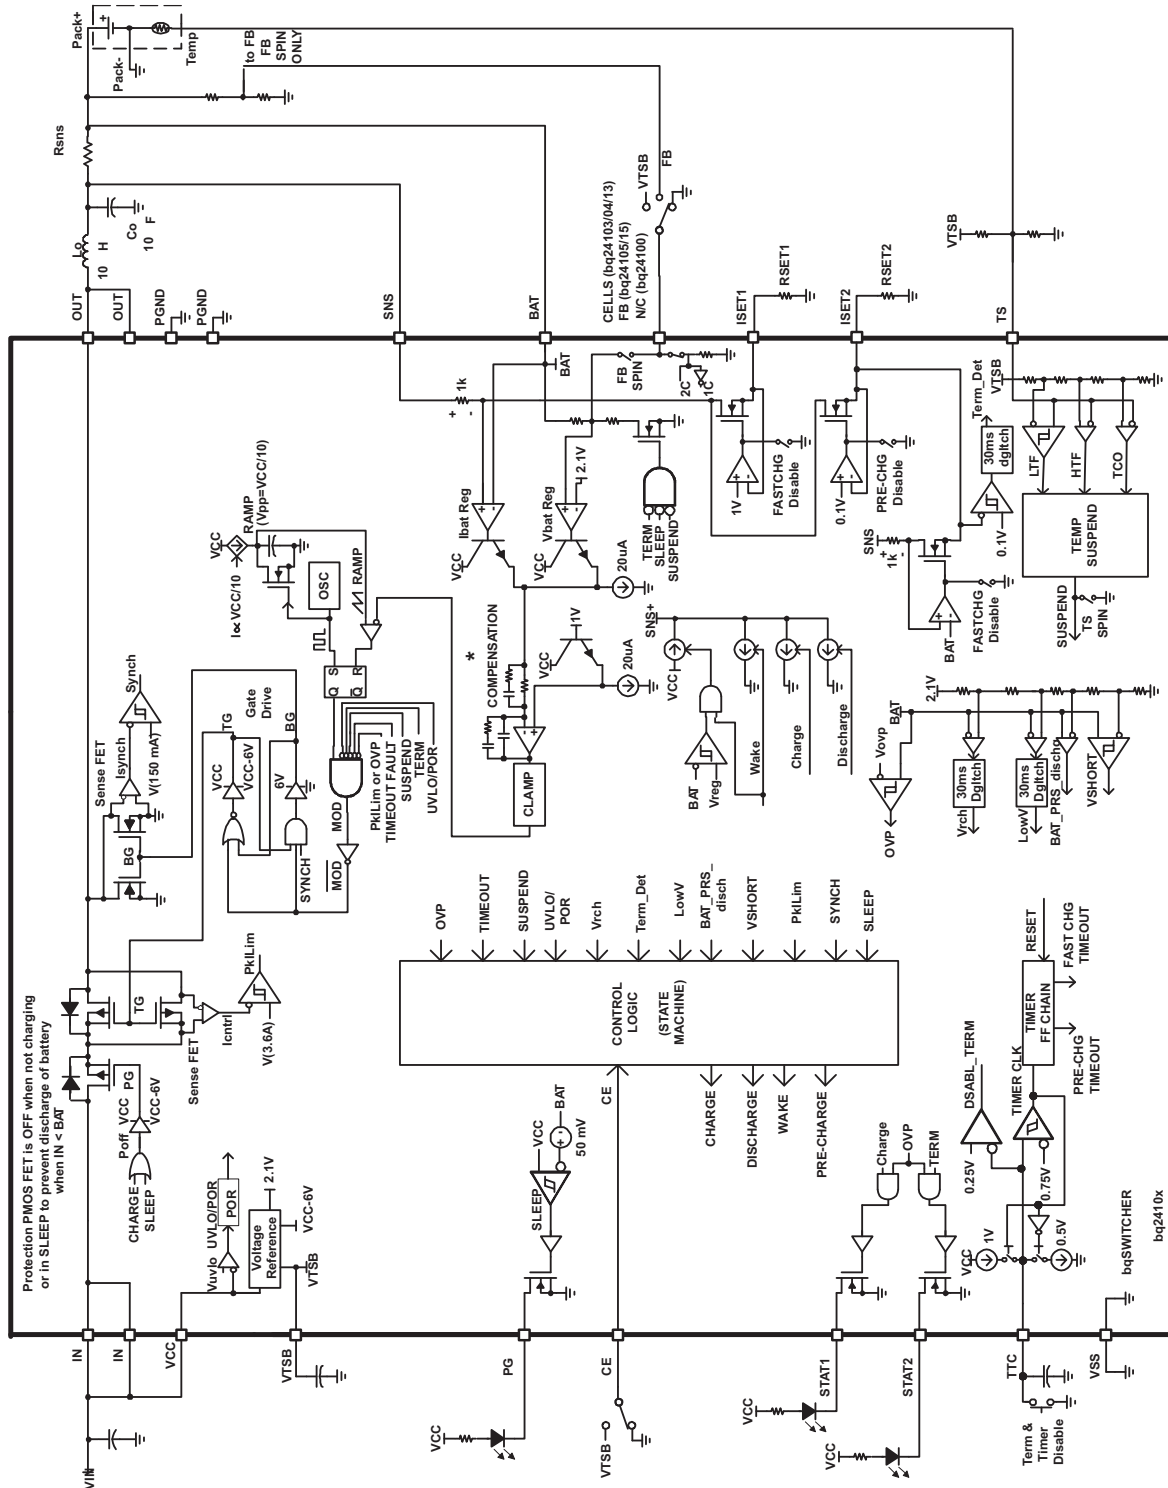 Pack+
Pack-
Temp
to FB
FB
SPIN
ONLY
Rsns
Lo
10 H
Co
10 F
OUT
OUT
PGND
PGND
SNS
BAT
CELLS (bq24103/04/13)
FB (bq24105/15)
N/C (bq24100)
VTSB
FB
ISET1
RSET1
ISET2
RSET2
VTSB
TS
Protection PMOS FET is OFF when not charging
or in SLEEP to prevent discharge of battery
when IN < BAT
CHARGE
SLEEP
Poff
VCC
VCC-6V
PG
TG
Sense FET
Icntrl
V(3.6A)
PkILim
Sense FET
BG
Isynch
V(150 mA)
Synch
Gate
Drive
TG
VCC
VCC-6V
BG
6V
SYNCH
MOD
MOD
PkILim or OVP
TIMEOUT FAULT
SUSPEND
TERM
UVLO/POR
VCC
RAMP
(Vpp=VCC/10)
I∝VCC/10
OSC
RAMP
S
R
Q
Q
COMPENSATION
*
CLAMP
VCC
1V
20uA
1k
+
-
Ibat Reg
VCC
Vbat Reg
VCC
2.1V
20uA
BAT
FB
SPIN
2C
1C
TERM
SLEEP
SUSPEND
1V
FASTCHG
Disable
0.1V
PRE-CHG
Disable
SNS
1k
+
-
BAT
FASTCHG
Disable
0.1V
30ms
dgltch
Term_Det
VTSB
LTF
HTF
TCO
TEMP
SUSPEND
SUSPEND
TS
SPIN
SNS+
VCC
BAT
Vreg
Wake
Charge
Discharge
Vovp
OVP
BAT
2.1V
30ms
Dgltch
Vrch
30ms
Dgltch
LowV
BAT_PRS_dischg
VSHORT
Vuvlo
UVLO/POR
POR
Voltage
Reference
2.1V
VCC-6V
VTSB
OVP
TIMEOUT
SUSPEND
UVLO/
POR
Vrch
Term_Det
LowV
BAT_PRS_
disch
VSHORT
PkILim
SYNCH
SLEEP
CONTROL
LOGIC
(STATE
MACHINE)
CE
CHARGE
DISCHARGE
WAKE
PRE-CHARGE
SLEEP
VCC
BAT
50 mV
Charge
OVP
TERM
DSABL_TERM
0.25V
TIMER CLK
0.75V
VCC
1V
0.5V
TIMER
FF CHAIN
RESET
FAST CHG
TIMEOUT
PRE-CHG
TIMEOUT
bqSWITCHER
bq2410x
IN
IN
VCC
VTSB
PG
CE
STAT1
STAT2
TTC
VSS
VIN
VCC
VTSB
VCC
VCC
Term &
Timer
Disable